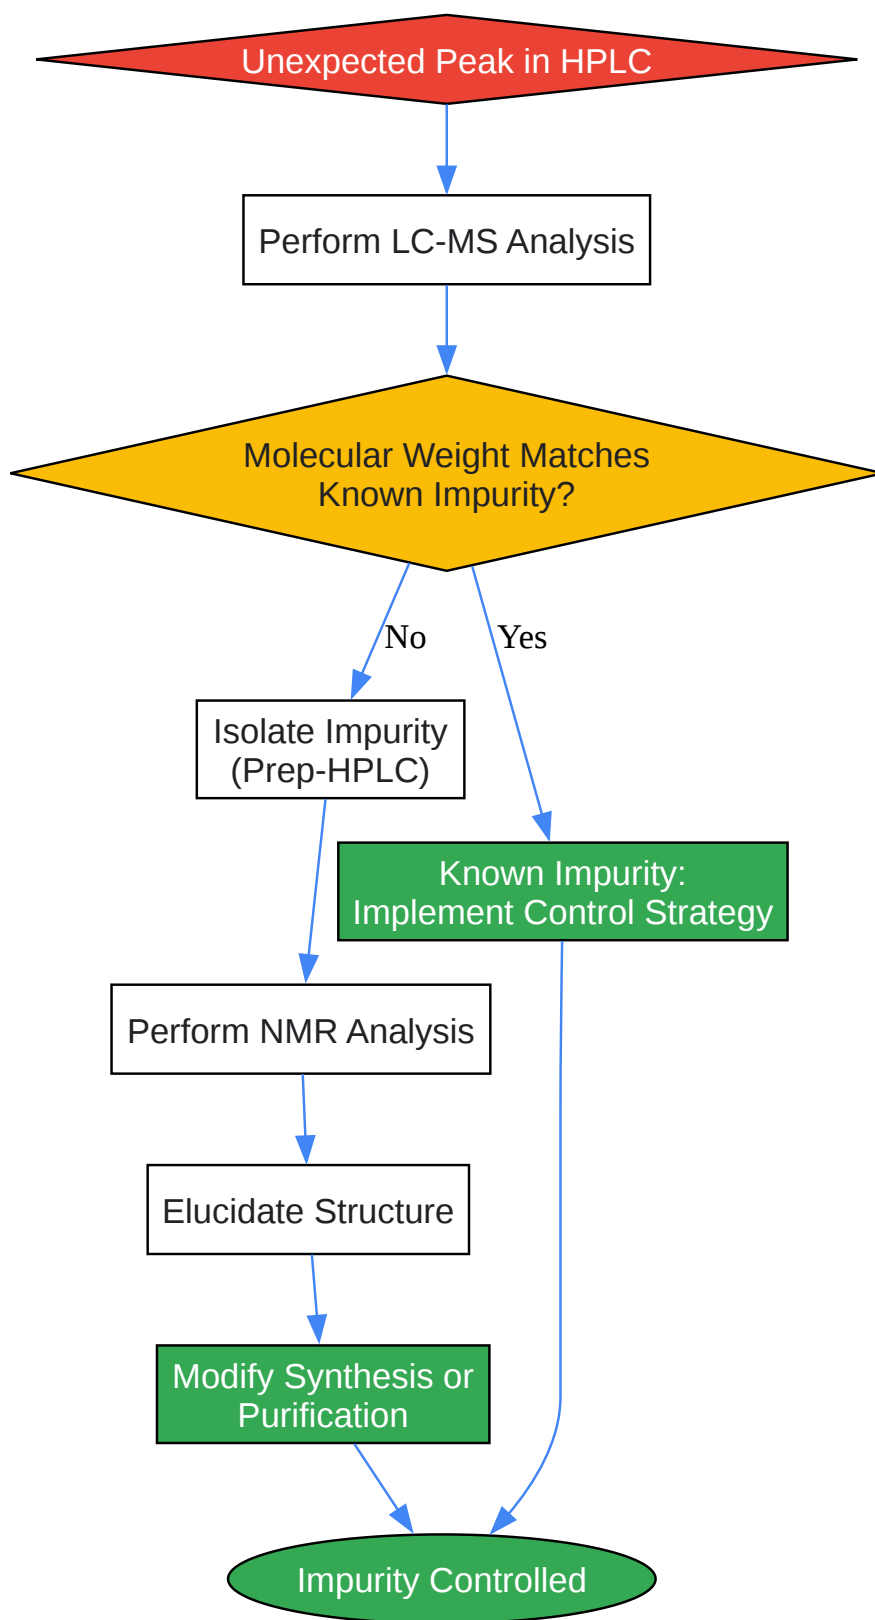 Unexpected Peak in HPLC
Perform LC-MS Analysis
Molecular Weight Matches
Known Impurity?
No
Yes
Isolate Impurity
(Prep-HPLC)
Known Impurity:
Implement Control Strategy
Perform NMR Analysis
Elucidate Structure
Modify Synthesis or
Purification
Impurity Controlled